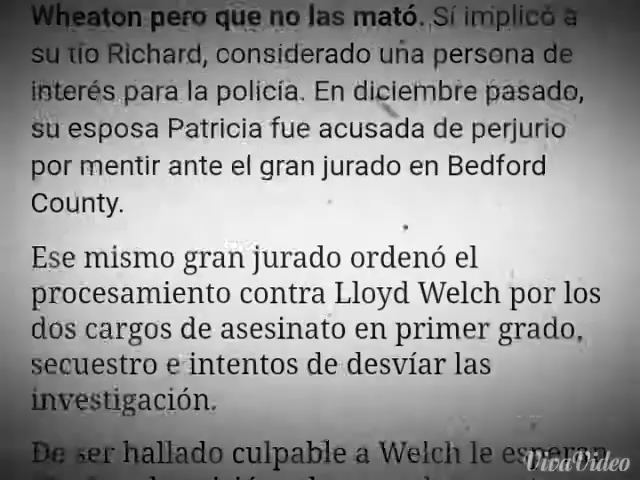 Wheaton pero que no las mató. Sí implicó a
su tío Richard, considerado una persona de
interés para la policía. En diciembre pasado,
su esposa Patricia fue acusada de perjurio
por mentir ante el gran jurado en Bedford
County.
Ese mismo gran jurado ordenó el
procesamiento contra Lloyd Welch por los
dos cargos de asesinato en primer grado,
secuestro e intentos de desvíar las
investigación.
De ser hallado culpable a Welch le esperan
VivaVideo